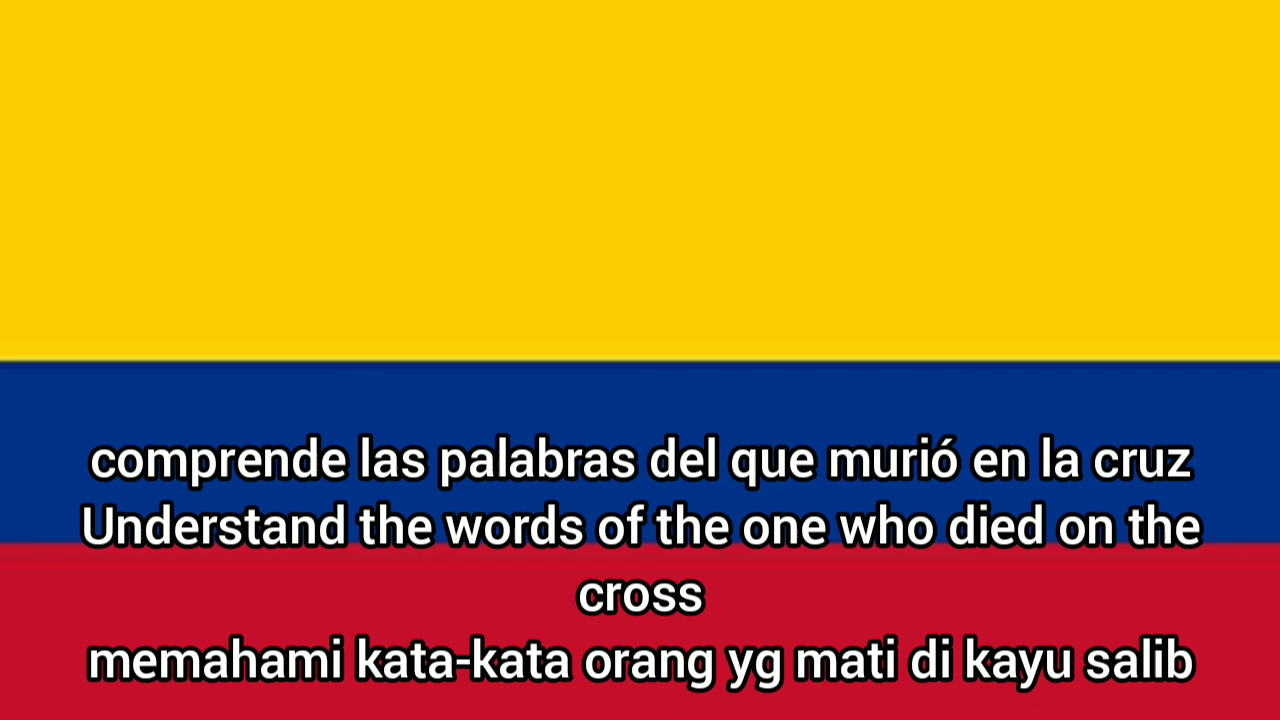 comprende las palabras del que murió en la cruz
Understand the words of the one who died on the
cross
memahami kata-kata orang yg mati di kayu salib